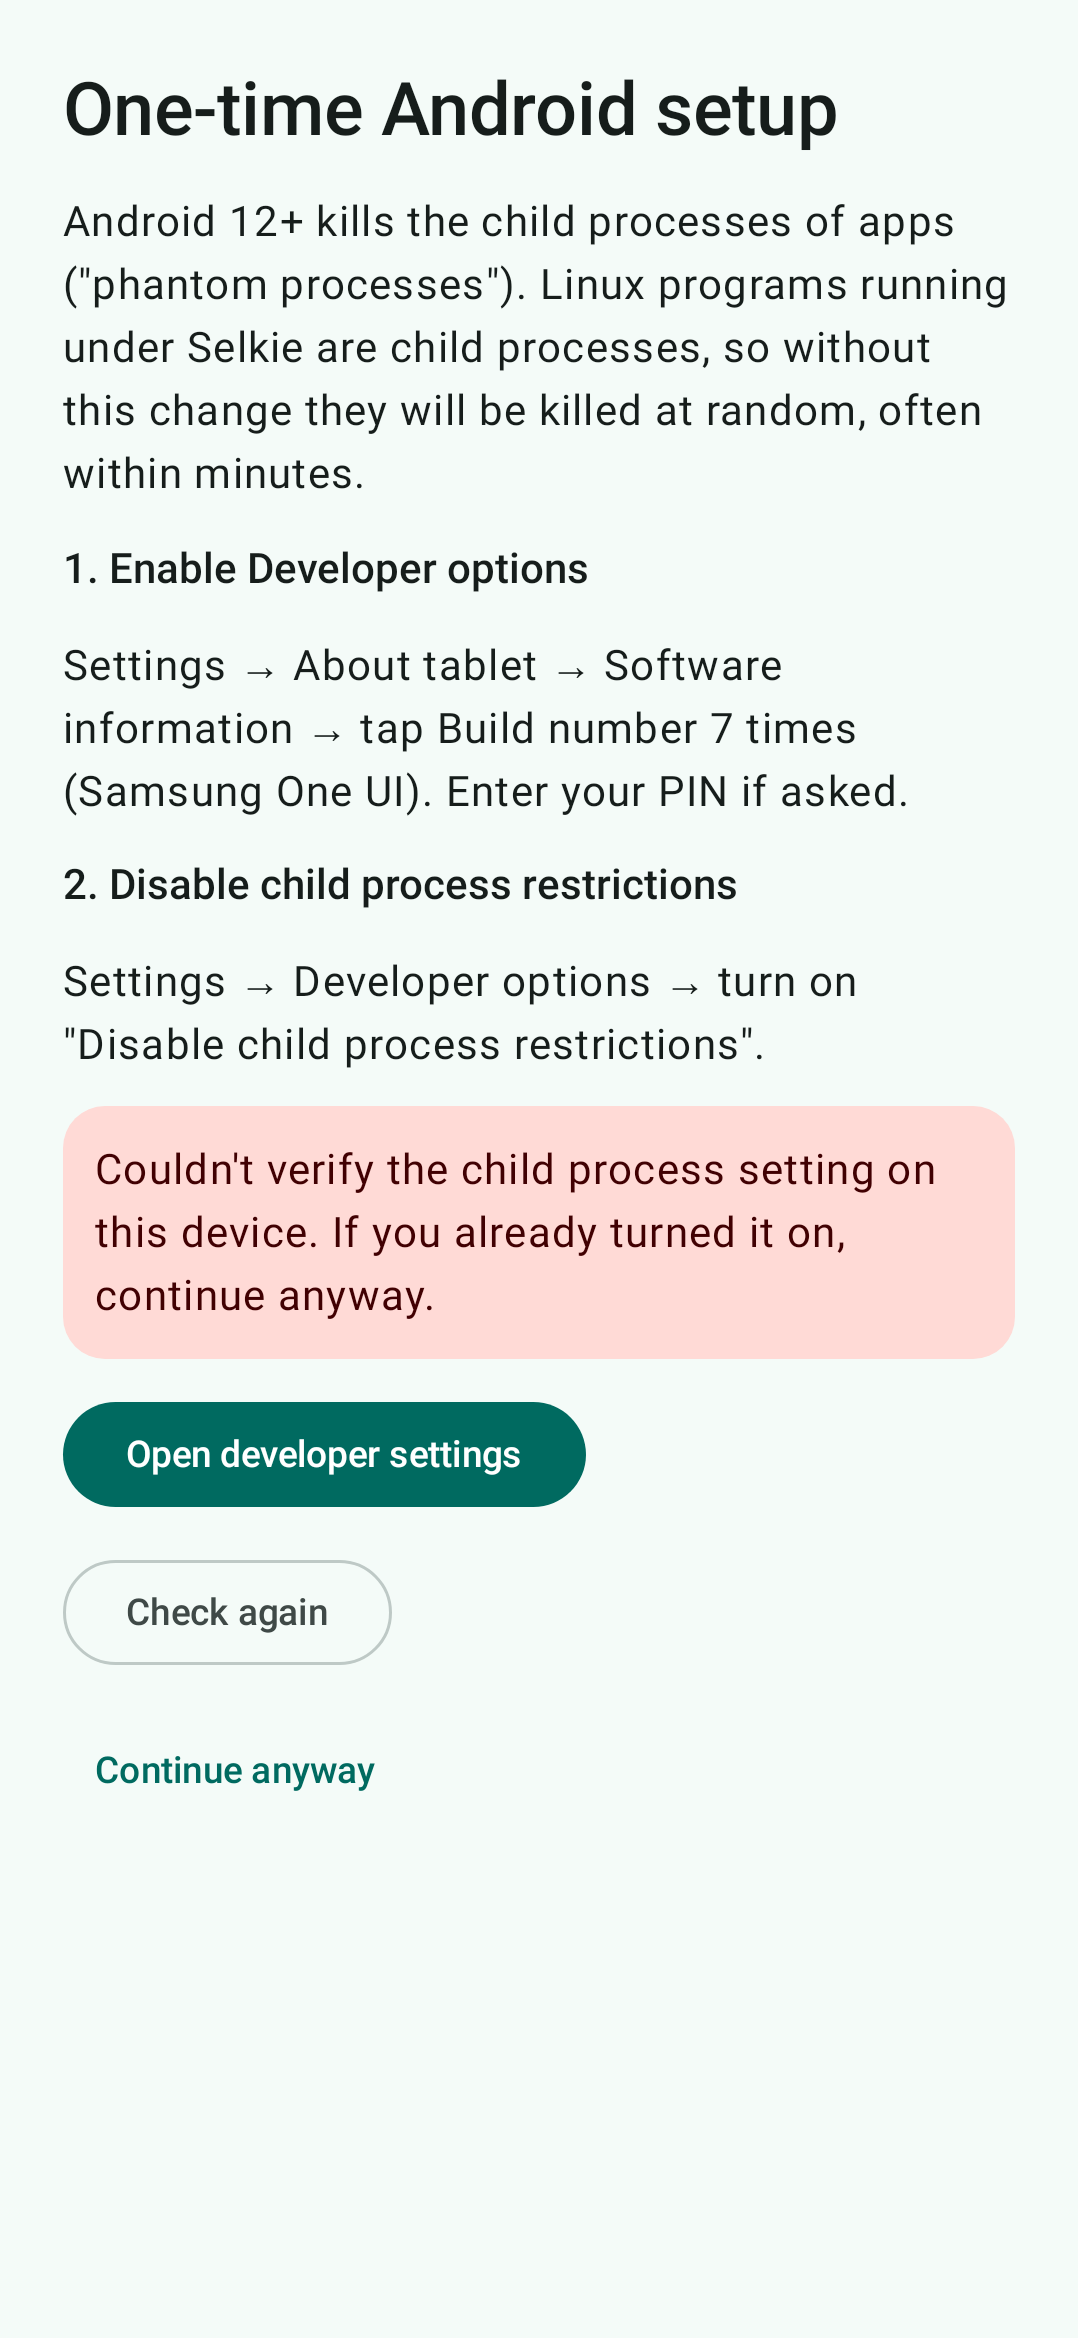 One-time Android setup
Android 12+ kills the child processes of apps
("phantom processes"). Linux programs running
under Selkie are child processes, so without
this change they will be killed at random, often
within minutes.
1. Enable Developer options
Settings → About tablet → Software
information → tap Build number 7 times
(Samsung One UI). Enter your PIN if asked.
2. Disable child process restrictions
Settings → Developer options → turn on
"Disable child process restrictions".
Couldn't verify the child process setting on
this device. If you already turned it on,
continue anyway.
Open developer settings
Check again
Continue anyway